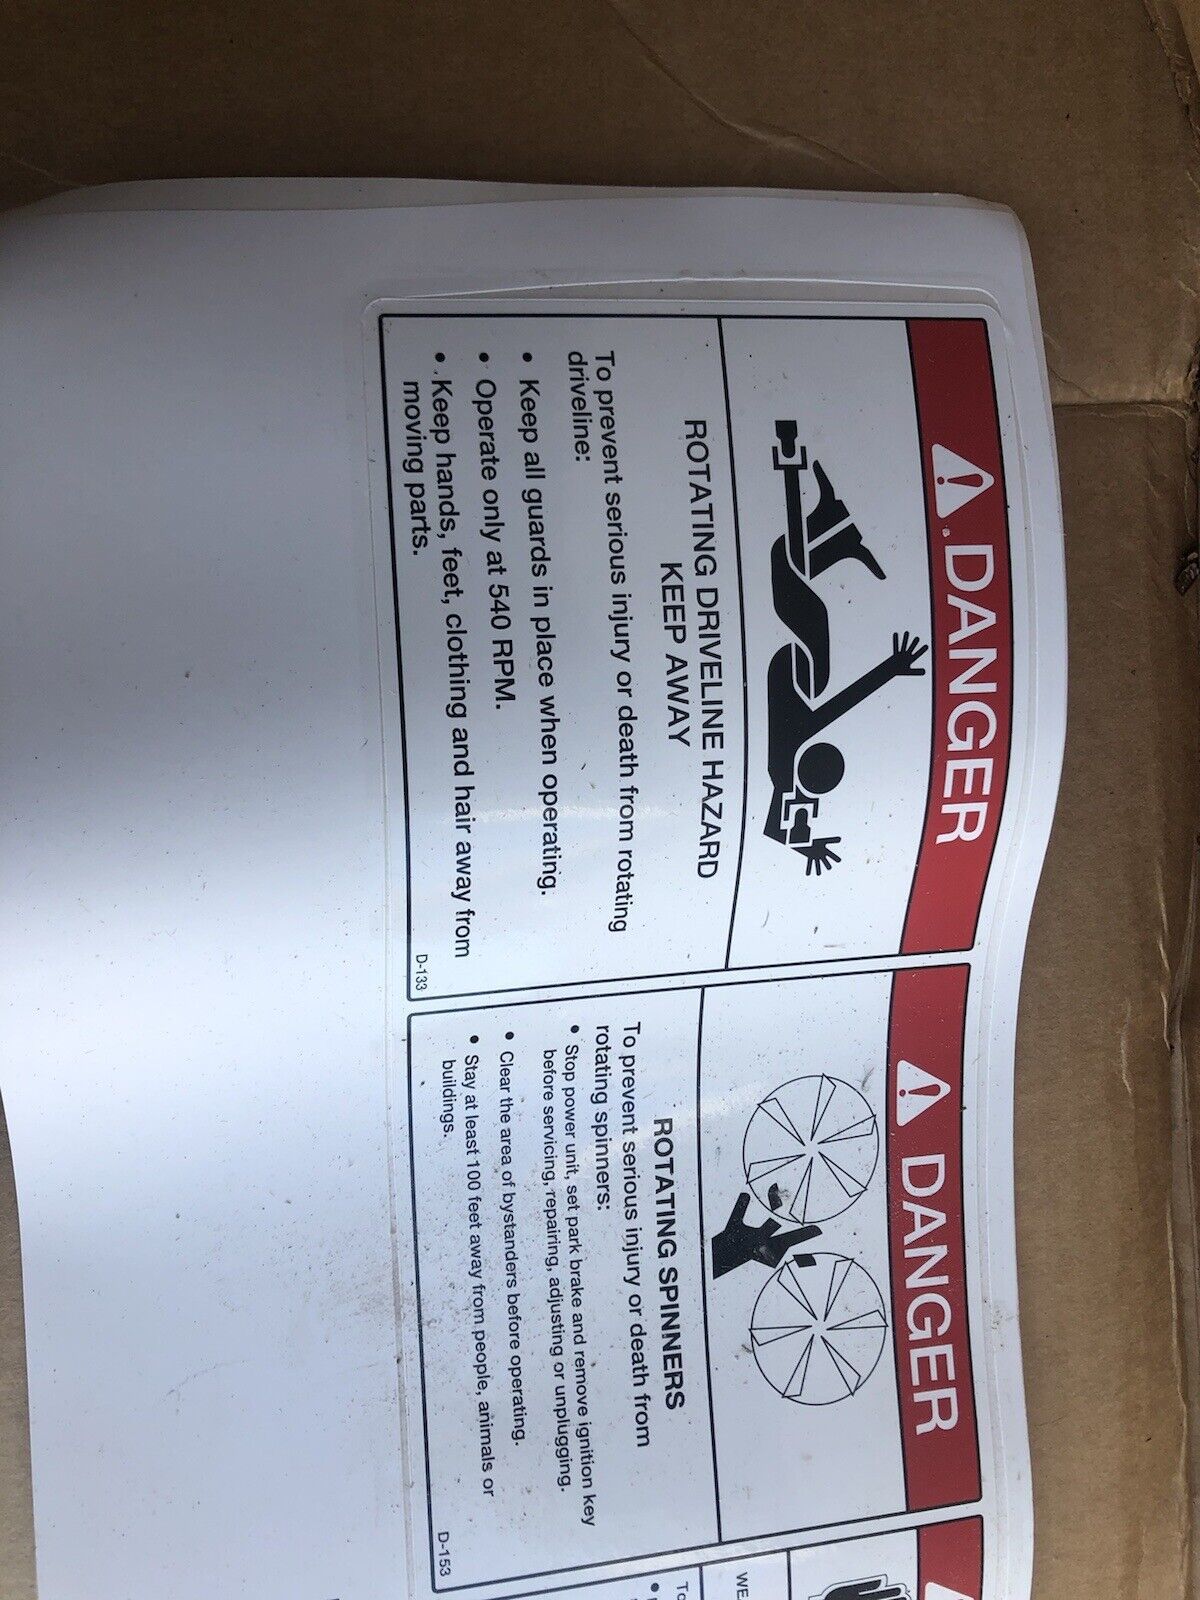 DANGER
ROTATING DRIVELINE HAZARD
KEEP AWAY
To prevent serious injury or death from rotating
driveline:
• Keep all guards in place when operating.
• Operate only at 540 RPM.
• Keep hands, feet, clothing and hair away from
moving parts.
D-133
DANGER
ROTATING SPINNERS
To prevent serious injury or death from
rotating spinners:
• Stop power unit, set park brake and remove ignition key
before servicing, repairing, adjusting or unplugging.
• Clear the area of bystanders before operating.
• Stay at least 100 feet away from people, animals or
buildings.
D-153